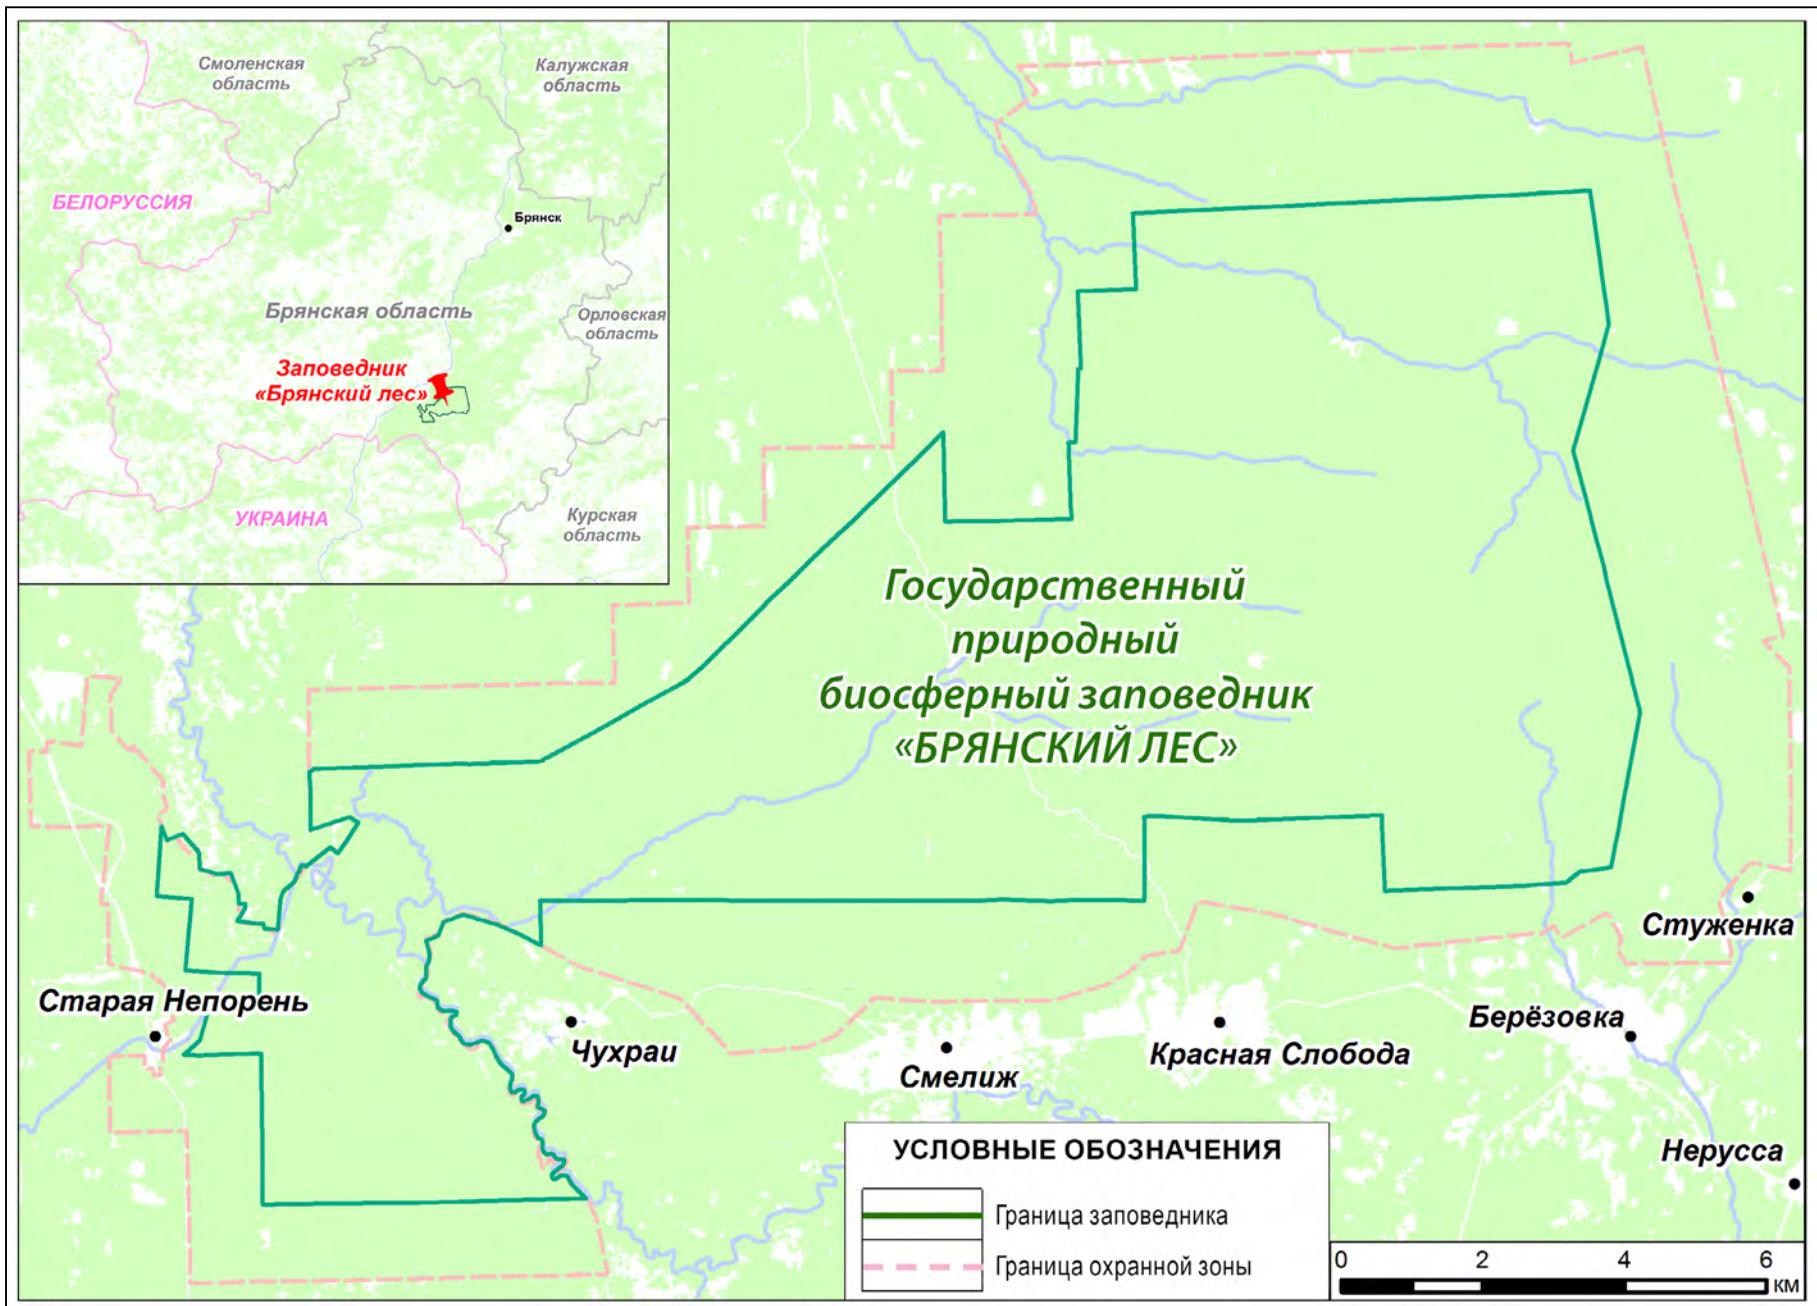 Смоленская
область
Калужская
область
БЕЛОРУССИЯ
Брянск
Брянская область
Орловская
область
Заповедник
«Брянский лес»
УКРАИНА
Курская
область
Государственный
природный
биосферный заповедник
«БРЯНСКИЙ ЛЕС»
Стуженка
Старая Непорень
Берёзовка
Чухраи
Красная Слобода
Смелиж
Нерусса
УСЛОВНЫЕ ОБОЗНАЧЕНИЯ
Граница заповедника
Граница охранной зоны
0 2 4 6
км